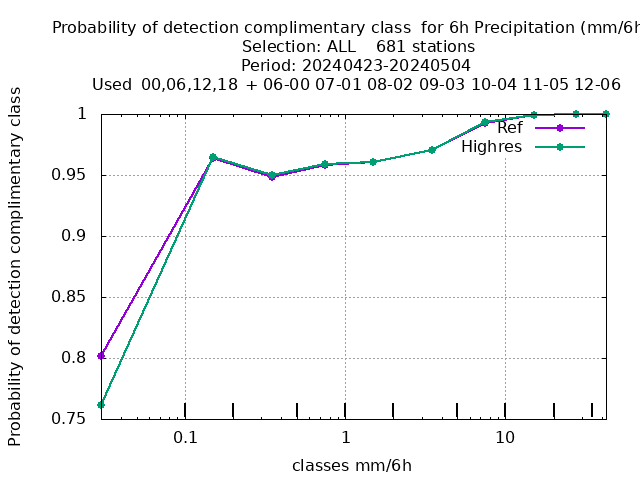 Probability of detection complimentary class  for 6h Precipitation (mm/6h
Selection: ALL    681 stations
Period: 20240423-20240504
Used  00,06,12,18  + 06-00 07-01 08-02 09-03 10-04 11-05 12-06
Probability of detection complimentary class
1
0.95
0.9
0.85
0.8
0.75
Ref
Highres
0.1
1
10
classes mm/6h